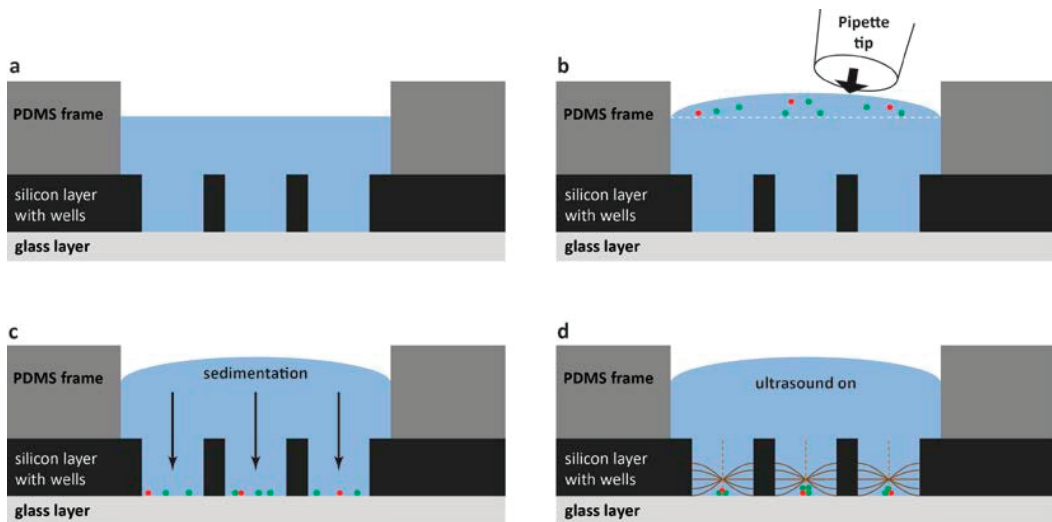 a
PDMS frame
silicon layer
with wells
glass layer
b
Pipette
tip
PDMS frame
silicon layer
with wells
glass layer
c
PDMS frame
sedimentation
silicon layer
with wells
glass layer
d
PDMS frame
ultrasound on
silicon layer
with wells
glass layer